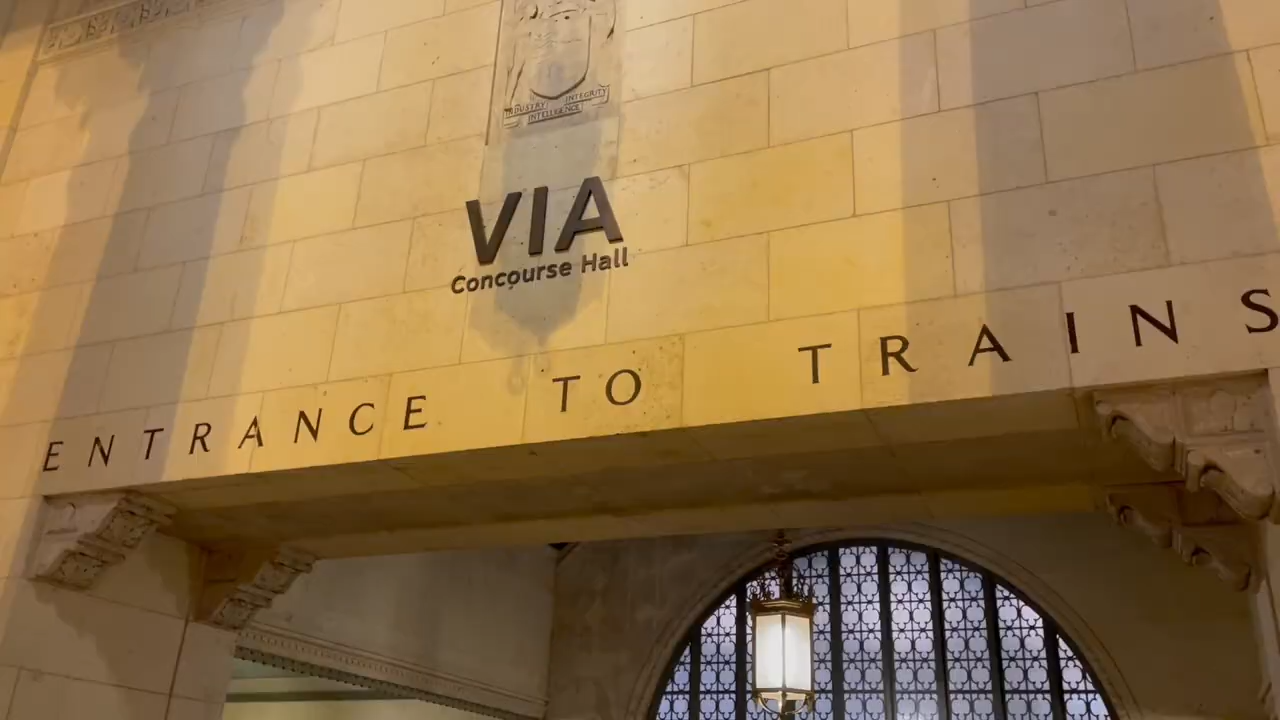 INDUSTRY INTEGRITY
INTELLIGENCE
VIA
Concourse Hall
ENTRANCE TO TRAINS